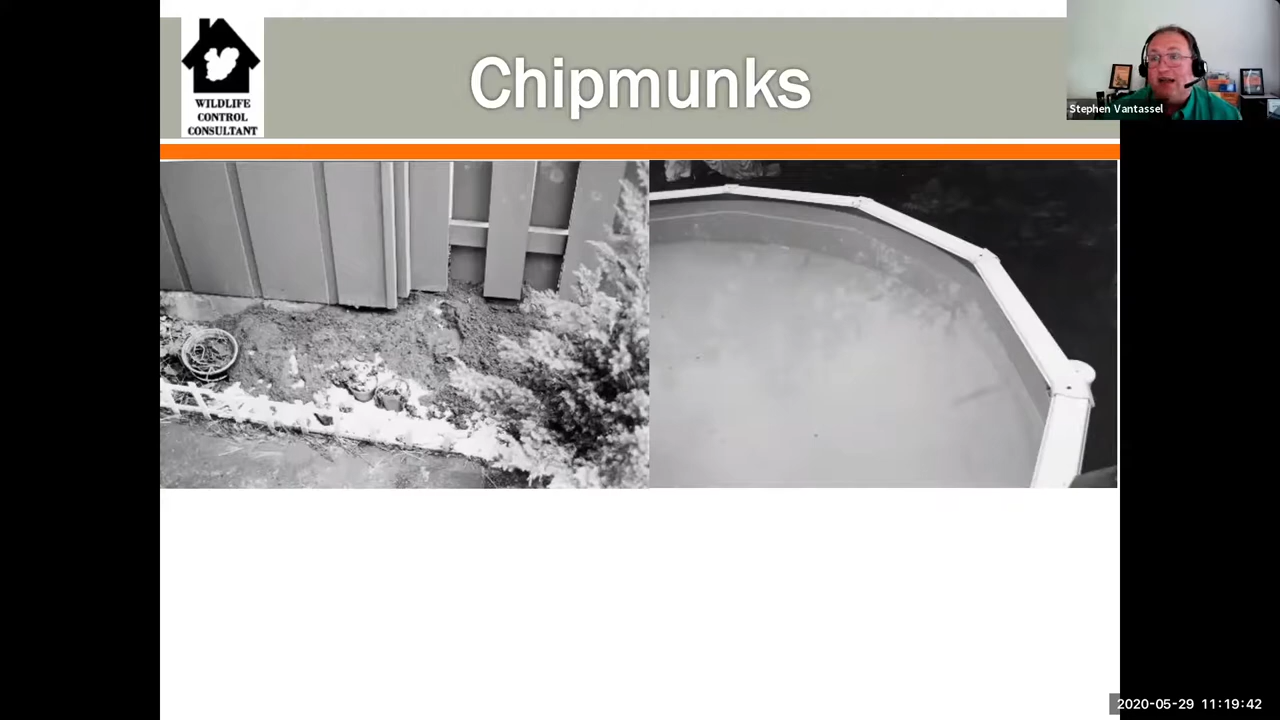 Chipmunks
WILDLIFE
CONTROL
CONSULTANT
Stephen Vantassel
2020-05-29 11:19:42